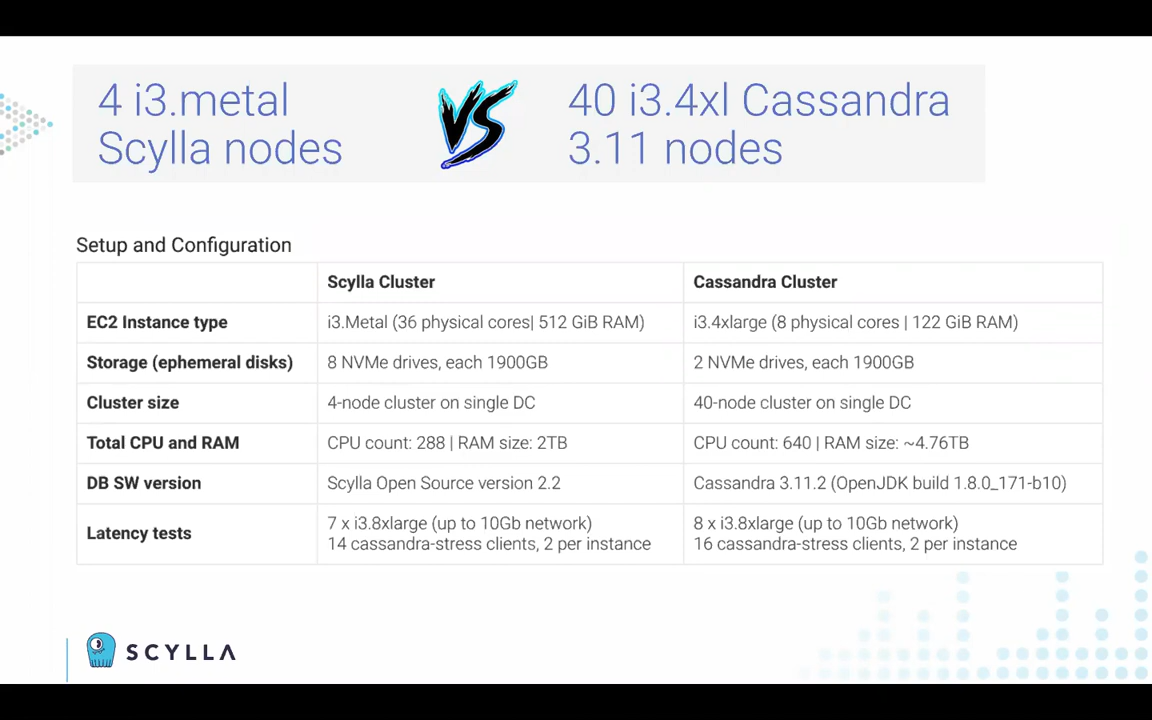 4 i3.metal
Scylla nodes
VS
40 i3.4xl Cassandra
3.11 nodes
Setup and Configuration
Scylla Cluster
Cassandra Cluster
EC2 Instance type
i3.Metal (36 physical cores| 512 GiB RAM)
i3.4xlarge (8 physical cores | 122 GiB RAM)
Storage (ephemeral disks)
8 NVMe drives, each 1900GB
2 NVMe drives, each 1900GB
Cluster size
4-node cluster on single DC
40-node cluster on single DC
Total CPU and RAM
CPU count: 288 | RAM size: 2TB
CPU count: 640 | RAM size: ~4.76TB
DB SW version
Scylla Open Source version 2.2
Cassandra 3.11.2 (OpenJDK build 1.8.0_171-b10)
Latency tests
7 x i3.8xlarge (up to 10Gb network)
14 cassandra-stress clients, 2 per instance
8 x i3.8xlarge (up to 10Gb network)
16 cassandra-stress clients, 2 per instance
SCYLLA